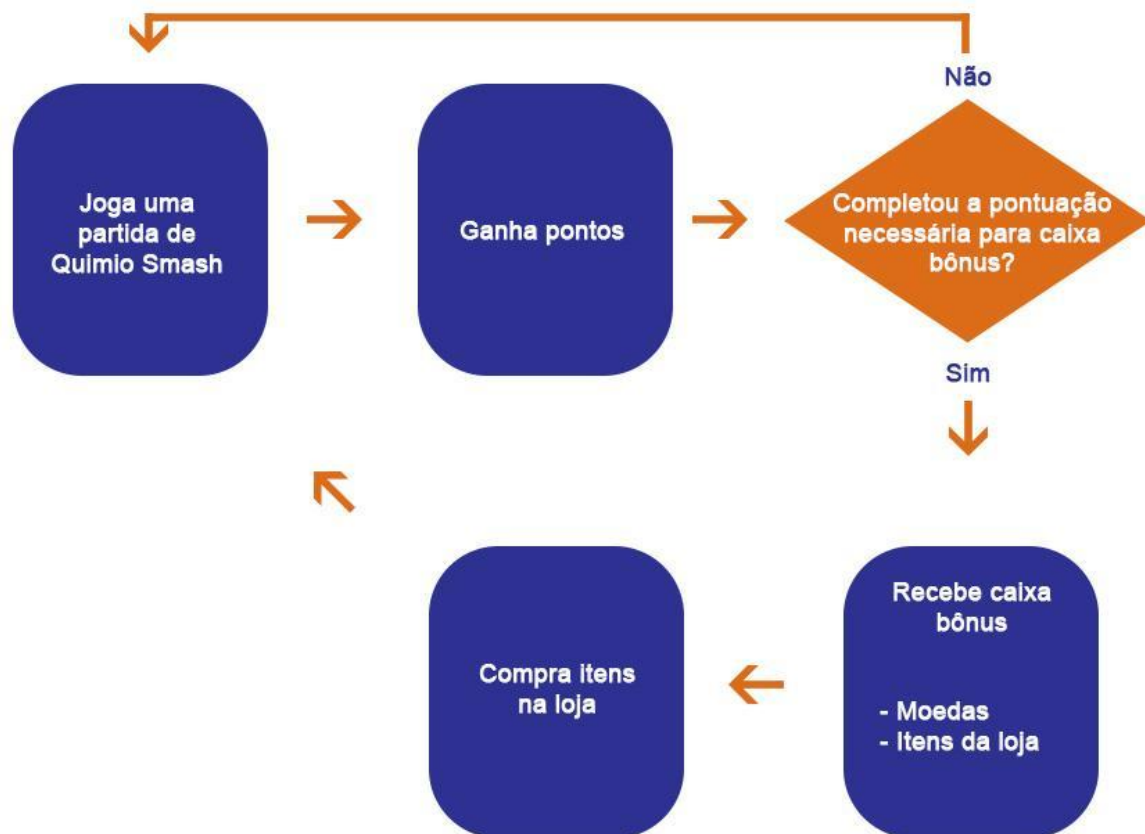 Joga uma
partida de
Quimio Smash
Ganha pontos
Não
Completou a pontuação
necessária para caixa
bônus?
Sim
Recebe caixa
bônus
- Moedas
- Itens da loja
Compra itens
na loja